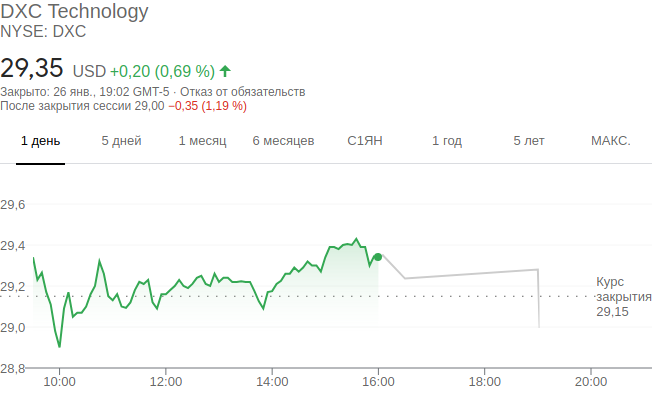 DXC Technology
NYSE: DXC
29,35 USD +0,20 (0,69 %)
Закрыто: 26 янв., 19:02 GMT-5 · Отказ от обязательств
После закрытия сессии 29,00 −0,35 (1,19 %)
1 день 5 дней 1 месяц 6 месяцев С1ЯН 1 год 5 лет МАКС.
29,6
29,4
29,2
29,0
28,8
Курс
закрытия
29,15
10:00 12:00 14:00 16:00 18:00 20:00